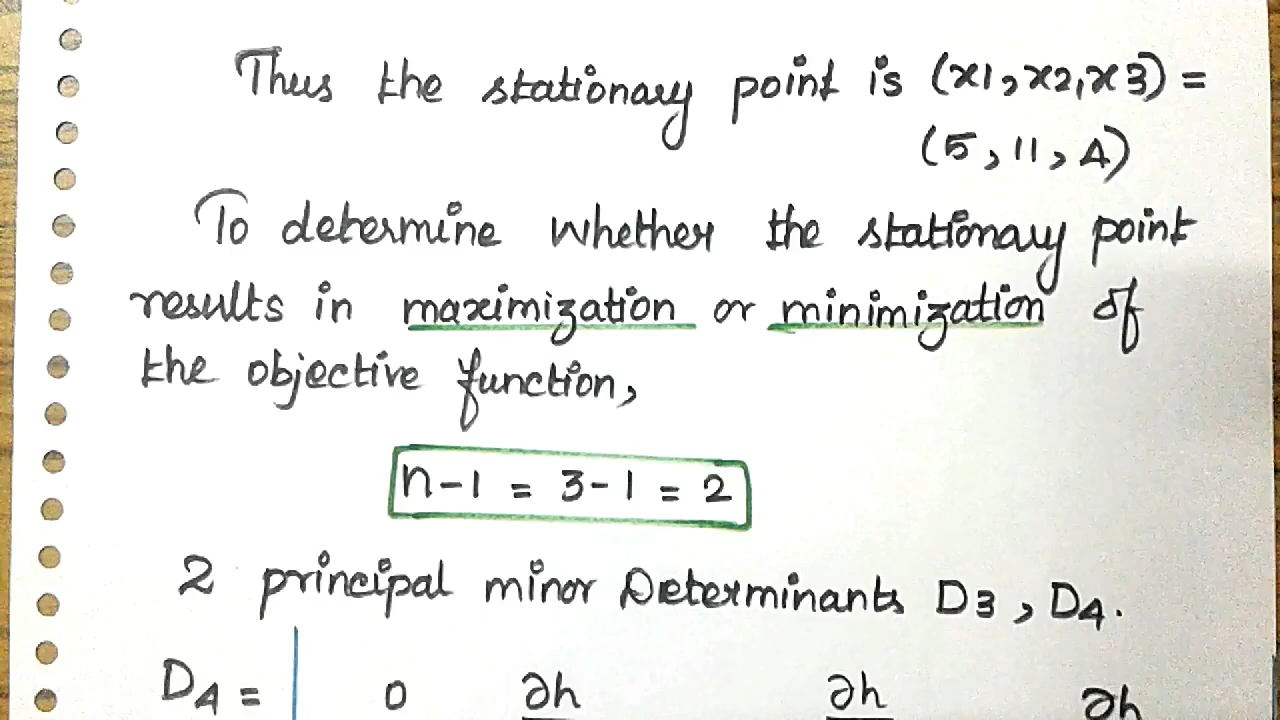 Thus the stationary point is (x1, x2, x3) =
(5, 11, 4)
To determine whether the stationary point
results in maximization or minimization of
the objective function,
n-1 = 3-1 = 2
2 principal minor Determinants D3, D4.
D4 = | 0 ∂h ∂h ∂h